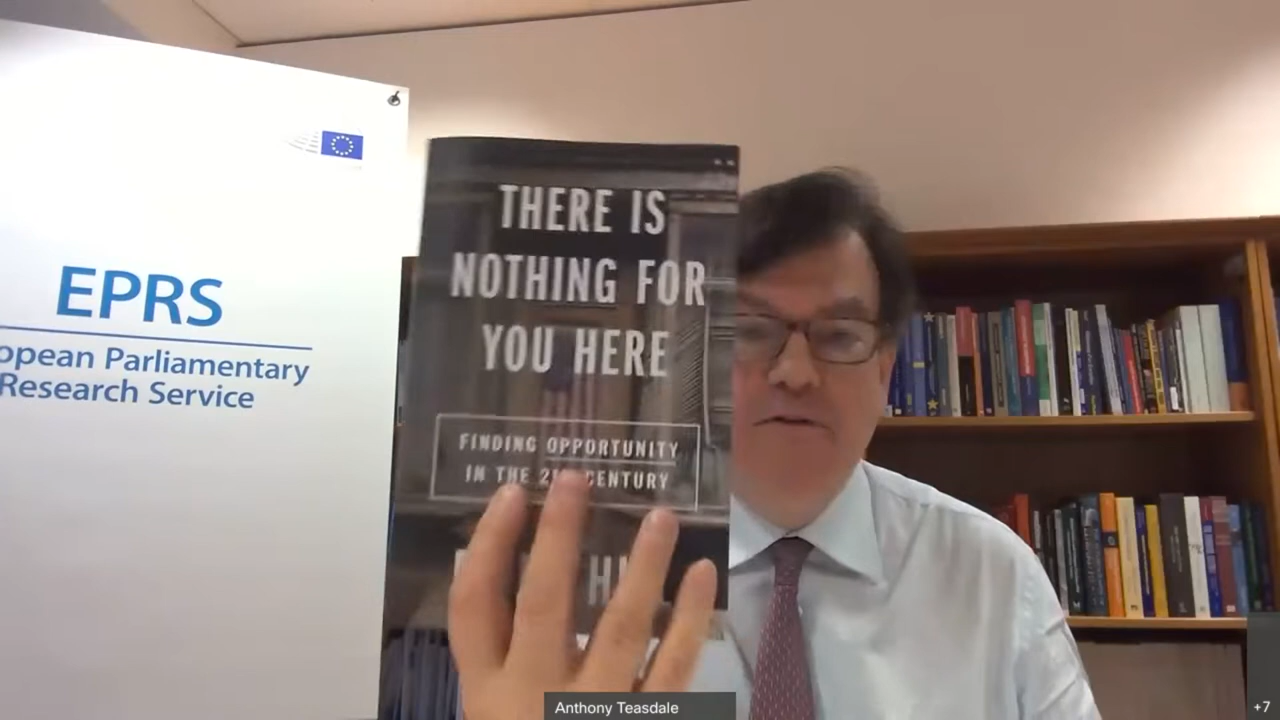 EPRS
opean Parliamentary
Research Service
THERE IS
NOTHING FOR
YOU HERE
FINDING OPPORTUNITY
IN THE 21ST CENTURY
Anthony Teasdale
+7